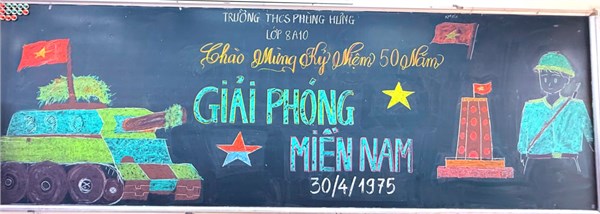 TRƯỜNG THCS PHÙNG HƯNG
LỚP 8A10
Chào Mừng Kỷ Niệm 50 Năm
GIẢI PHÓNG
MIỀN NAM
30/4/1975